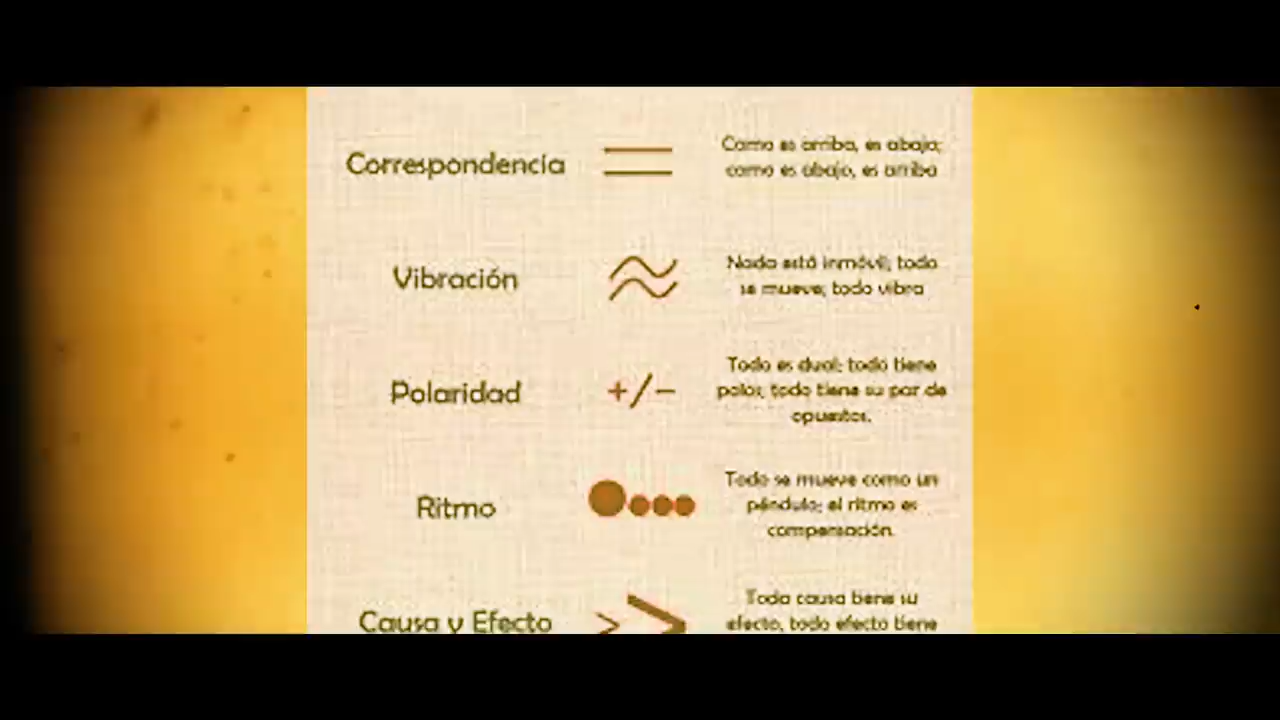 Correspondencia
Como es arriba, es abajo;
como es abajo, es arriba
Vibración
Nada está inmóvil; todo
se mueve; todo vibra
Polaridad
+/−
Todo es dual; todo tiene
polos; todo tiene su par de
opuestos.
Ritmo
Todo se mueve como un
péndulo; el ritmo es
compensación.
Causa y Efecto
Toda causa tiene su
efecto, todo efecto tiene